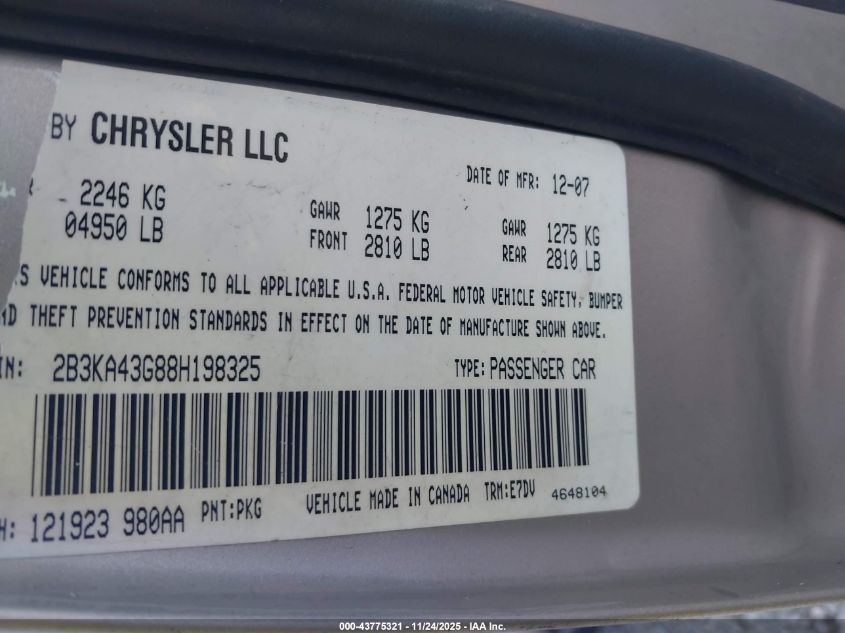 BY CHRYSLER LLC
DATE OF MFR: 12-07
2246 KG
04950 LB
GAWR FRONT 1275 KG 2810 LB
GAWR REAR 1275 KG 2810 LB
VEHICLE CONFORMS TO ALL APPLICABLE U.S.A. FEDERAL MOTOR VEHICLE SAFETY, BUMPER
THEFT PREVENTION STANDARDS IN EFFECT ON THE DATE OF MANUFACTURE SHOWN ABOVE.
IN: 2B3KA43G88H198325 TYPE: PASSENGER CAR
VEHICLE MADE IN CANADA TRM:E7DV 4648104
121923 980AA PNT:PKG
000-43775321 - 11/24/2025 - IAA Inc.